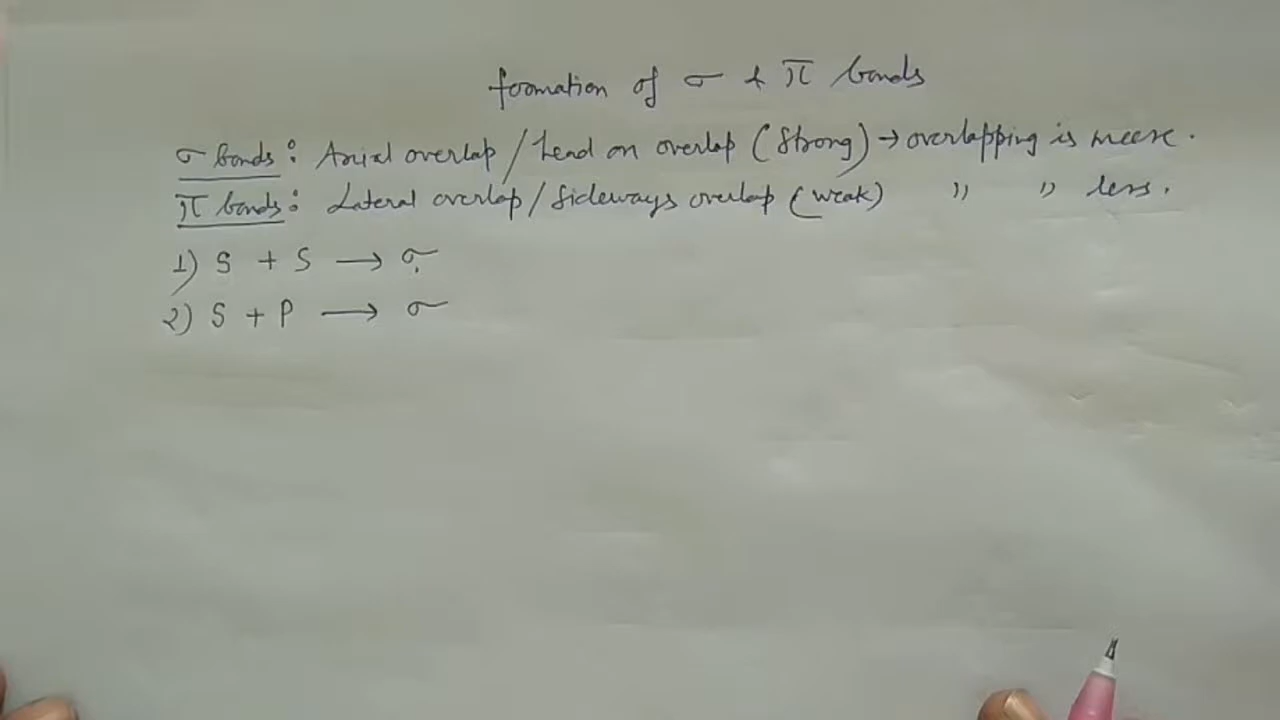 formation of σ & π bonds
σ bonds: Axial overlap / Head on overlap (Strong) → overlapping is more.
π bonds: Lateral overlap / Sideways overlap (weak) " " less.
1) S + S → σ
2) S + P → σ